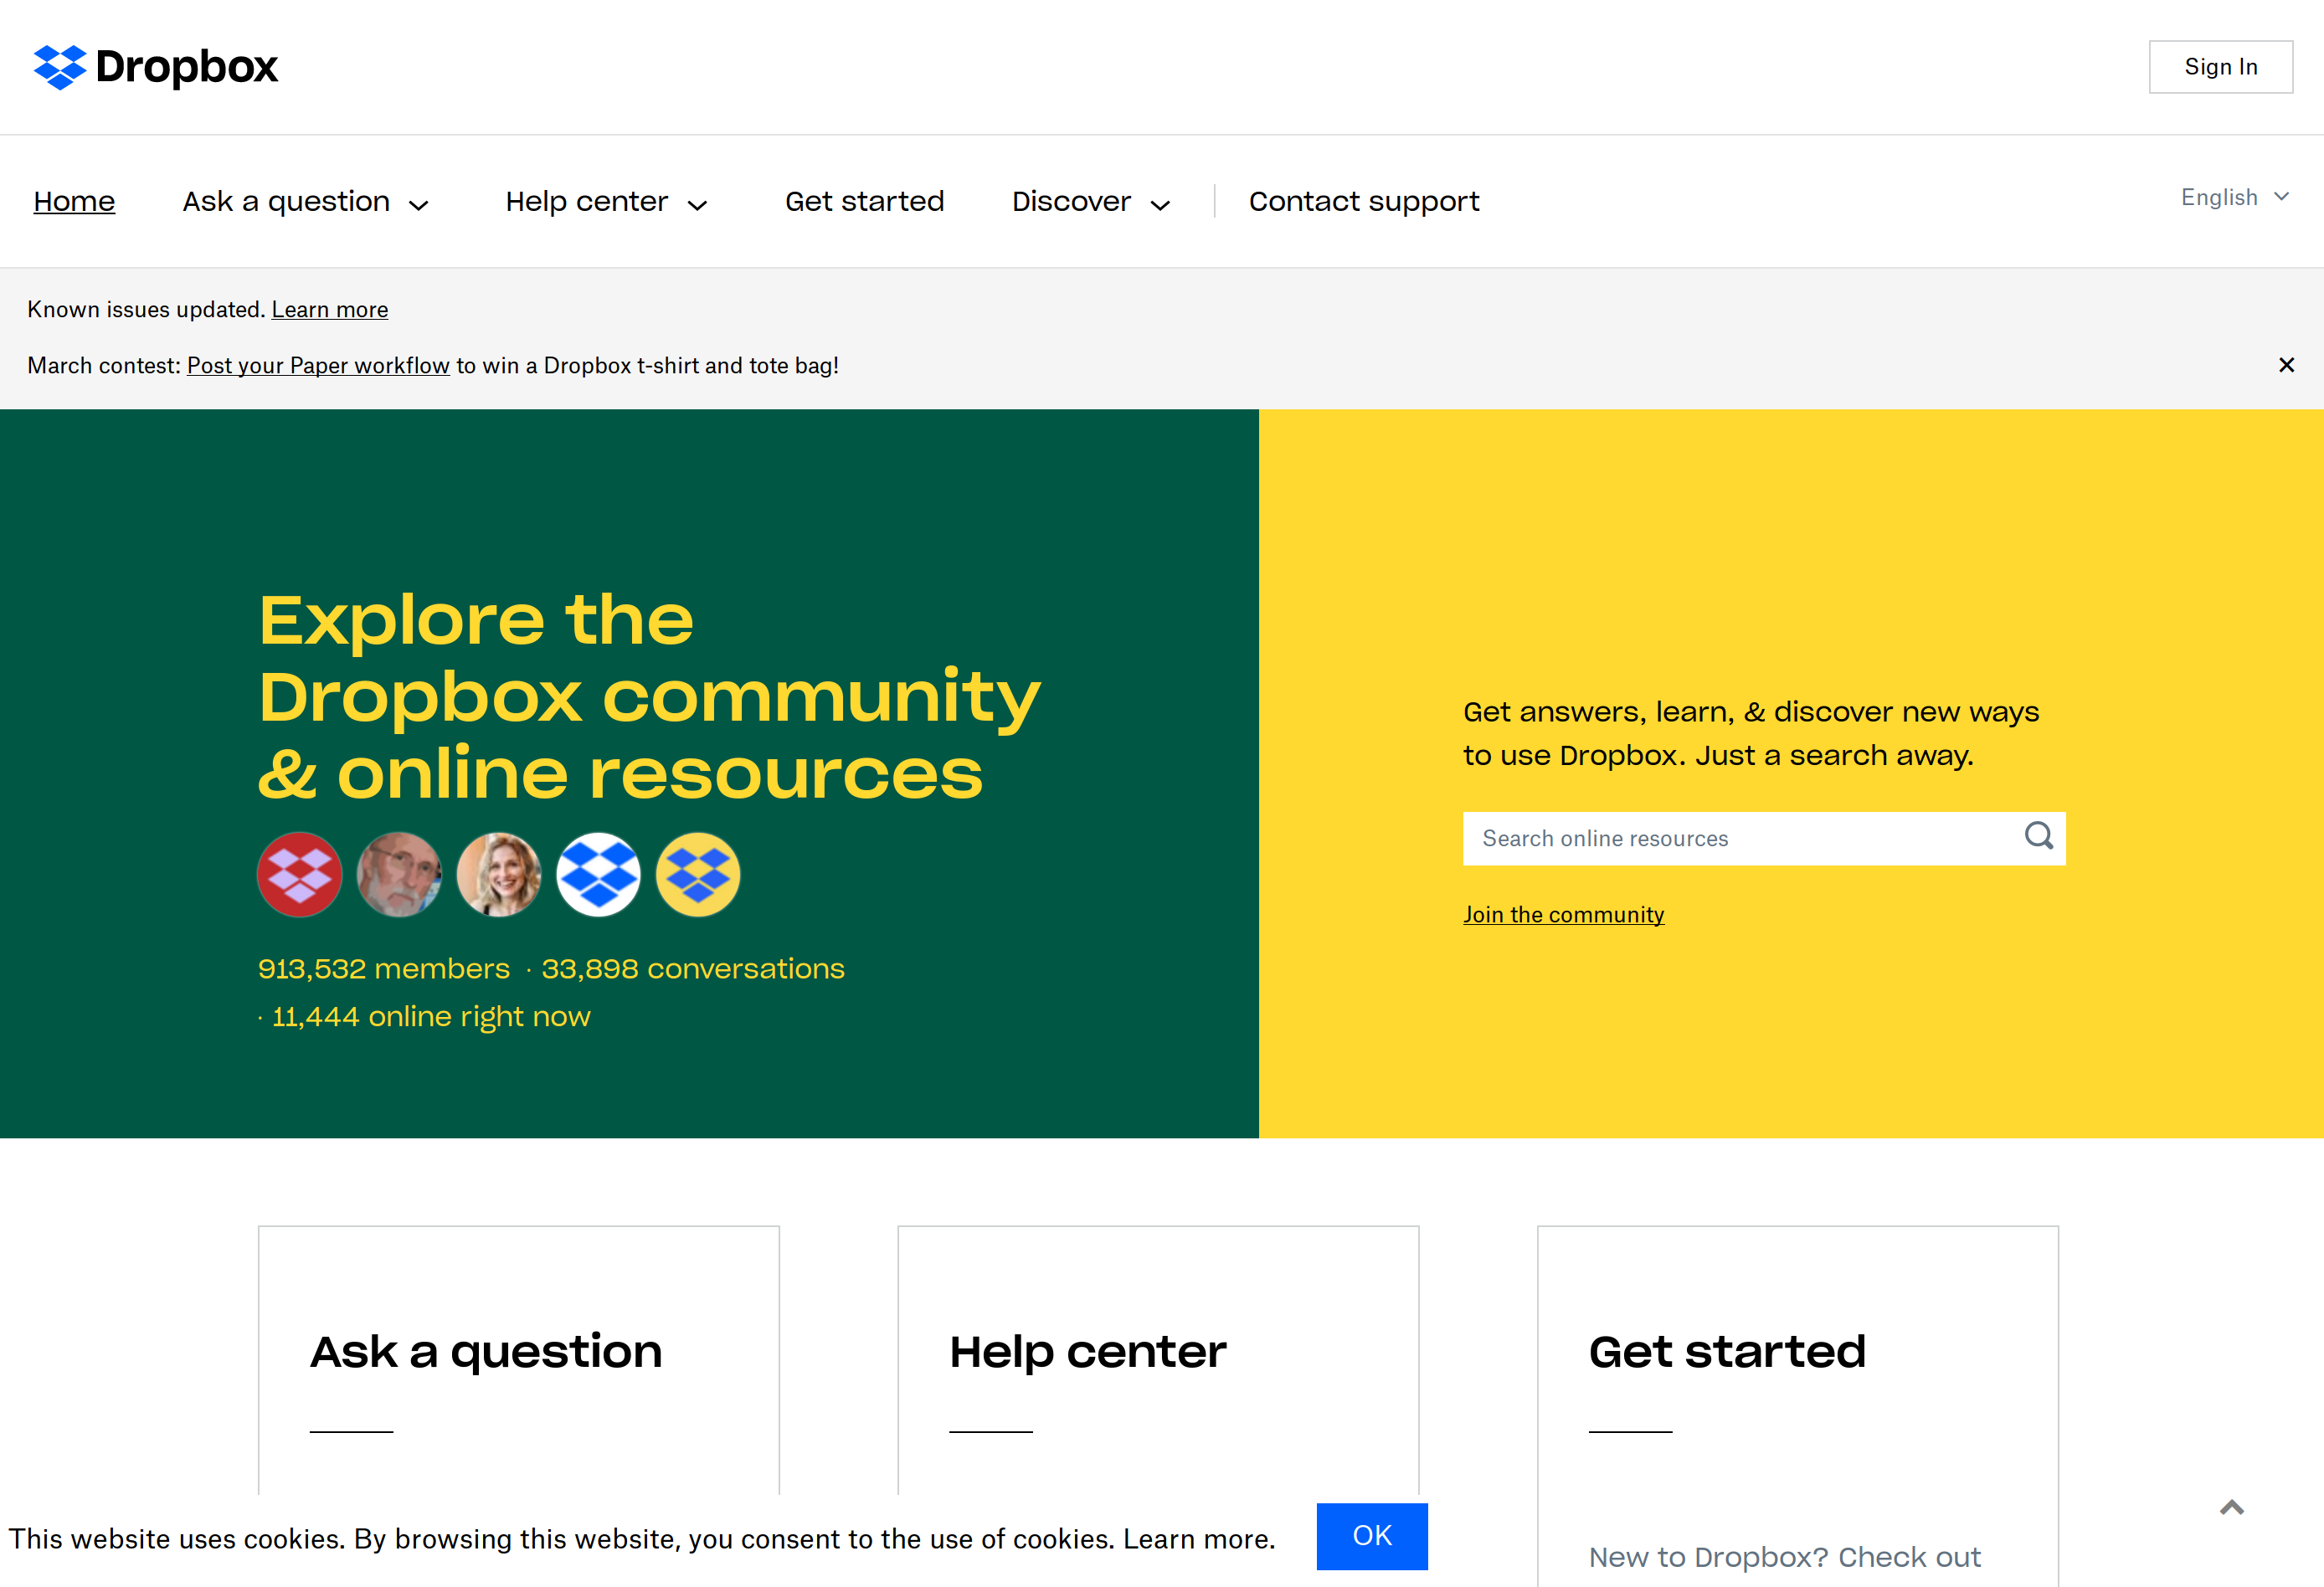 Dropbox
Sign In
Home
Ask a question
Help center
Get started
Discover
Contact support
English
Known issues updated. Learn more
March contest: Post your Paper workflow to win a Dropbox t-shirt and tote bag!
Explore the
Dropbox community
& online resources
913,532 members · 33,898 conversations
· 11,444 online right now
Get answers, learn, & discover new ways
to use Dropbox. Just a search away.
Search online resources
Join the community
Ask a question
Help center
Get started
New to Dropbox? Check out
This website uses cookies. By browsing this website, you consent to the use of cookies. Learn more.
OK